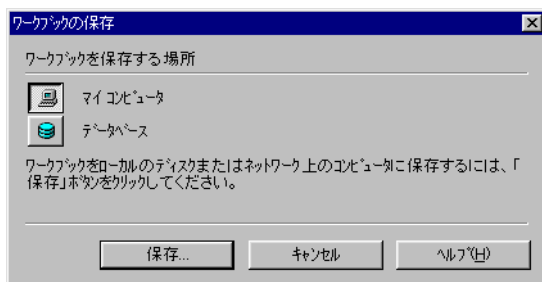 ワークブックの保存
ワークブックを保存する場所
マイ コンピュータ
データベース
ワークブックをローカルのディスクまたはネットワーク上のコンピュータに保存するには、「
保存」ボタンをクリックしてください。
保存...
キャンセル
ヘルプ(H)